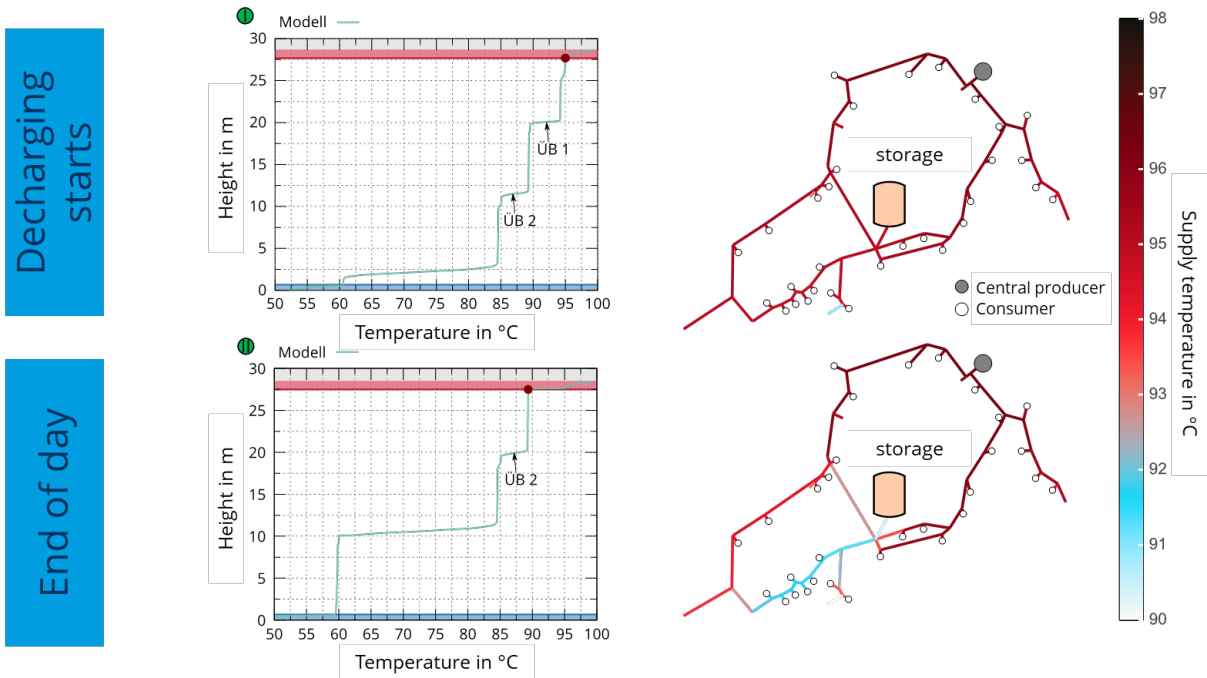 Decharging
starts
Modell
30
25
20
15
10
5
0
Height in m
ÜB 1
ÜB 2
50 55 60 65 70 75 80 85 90 95 100
Temperature in °C
storage
Central producer
Consumer
End of day
Modell
30
25
20
15
10
5
0
Height in m
ÜB 2
50 55 60 65 70 75 80 85 90 95 100
Temperature in °C
storage
98
97
96
95
94
93
92
91
90
Supply temperature in °C